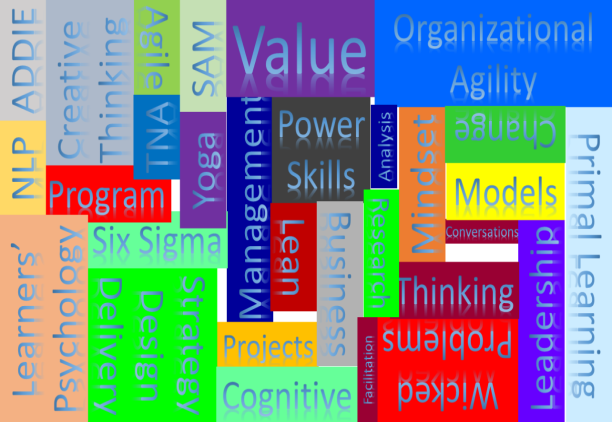 ADDIE
Creative
Thinking
Agile
SAM
Value
Organizational
Agility
NLP
TNA
Yoga
Management
Power
Skills
Analysis
Mindset
Change
Primal Learning
Program
Models
Six Sigma
Lean
Business
Research
Conversations
Leadership
Learners’
Psychology
Delivery
Design
Strategy
Thinking
Projects
Cognitive
Facilitation
Wicked
Problems